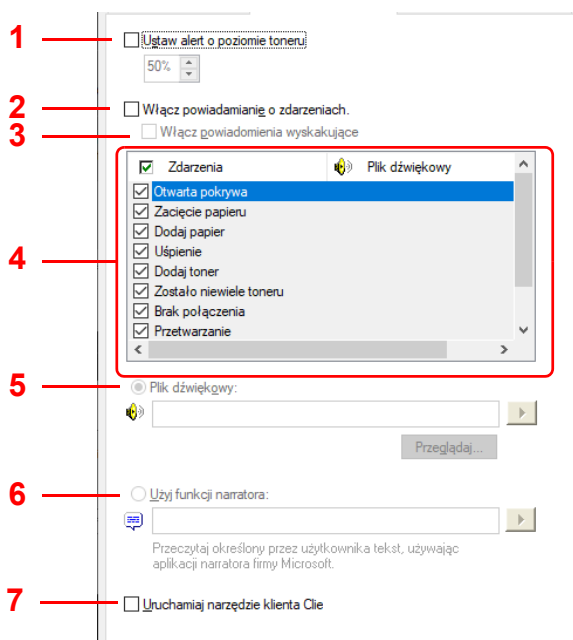 1 Ustaw alert o poziomie toneru
50%
2 Włącz powiadamianie o zdarzeniach.
3 Włącz powiadomienia wyskakujące
Zdarzenia Plik dźwiękowy
Otwarta pokrywa
Zacięcie papieru
Dodaj papier
4 Uśpienie
Dodaj toner
Zostało niewiele toneru
Brak połączenia
Przetwarzanie
5 Plik dźwiękowy:
Przeglądaj...
6 Użyj funkcji narratora:
Przeczytaj określony przez użytkownika tekst, używając
aplikacji narratora firmy Microsoft.
7 Uruchamiaj narzędzie klienta Clie